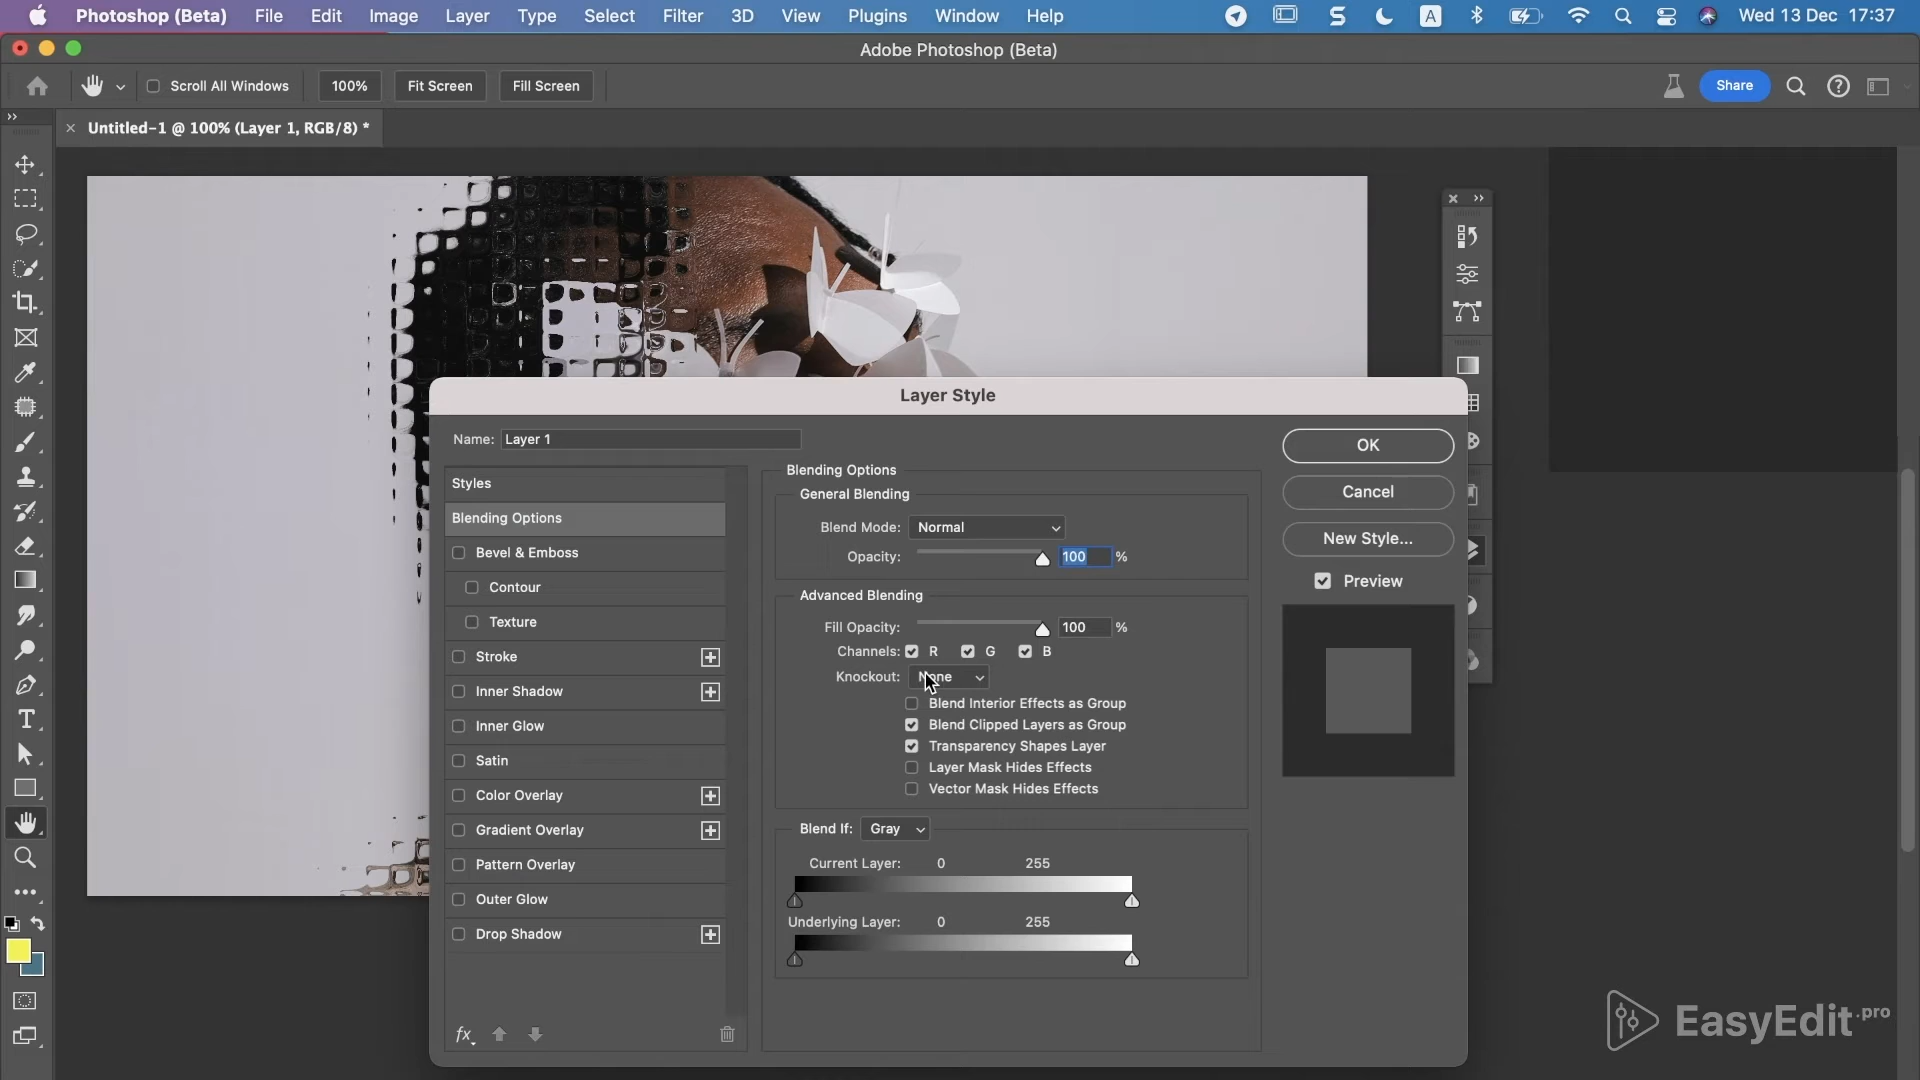 Photoshop (Beta) File Edit Image Layer Type Select Filter 3D View Plugins Window Help A Wed 13 Dec 17:37
Adobe Photoshop (Beta)
Scroll All Windows 100% Fit Screen Fill Screen Share
Untitled-1 @ 100% (Layer 1, RGB/8) *
Layer Style
Name: Layer 1
Styles
Blending Options
Bevel & Emboss
Contour
Texture
Stroke
Inner Shadow
Inner Glow
Satin
Color Overlay
Gradient Overlay
Pattern Overlay
Outer Glow
Drop Shadow
fx
Blending Options
General Blending
Blend Mode: Normal
Opacity: 100 %
Advanced Blending
Fill Opacity: 100 %
Channels: R G B
Knockout: None
Blend Interior Effects as Group
Blend Clipped Layers as Group
Transparency Shapes Layer
Layer Mask Hides Effects
Vector Mask Hides Effects
Blend If: Gray
Current Layer: 0 255
Underlying Layer: 0 255
OK
Cancel
New Style...
Preview
EasyEdit.pro